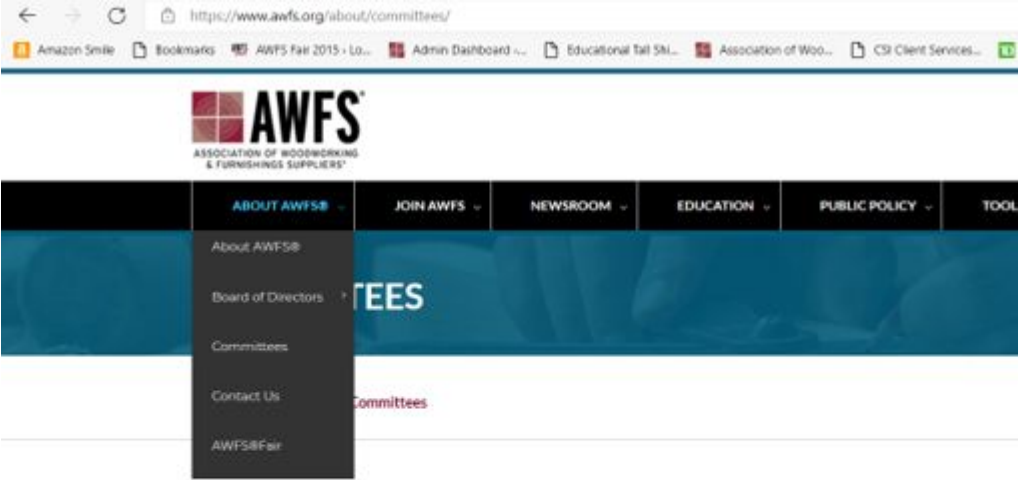 https://www.awfs.org/about/committees/
Amazon Smile Bookmarks AWFS Fair 2015 - Lo... Admin Dashboard -... Educational Tall Shi... Association of Woo... CSI Client Services... TD
AWFS®
ASSOCIATION OF WOODWORKING
& FURNISHINGS SUPPLIERS®
ABOUT AWFS® JOIN AWFS NEWSROOM EDUCATION PUBLIC POLICY TOOL
About AWFS®
Board of Directors
TEES
Committees
Contact Us
Committees
AWFS®Fair